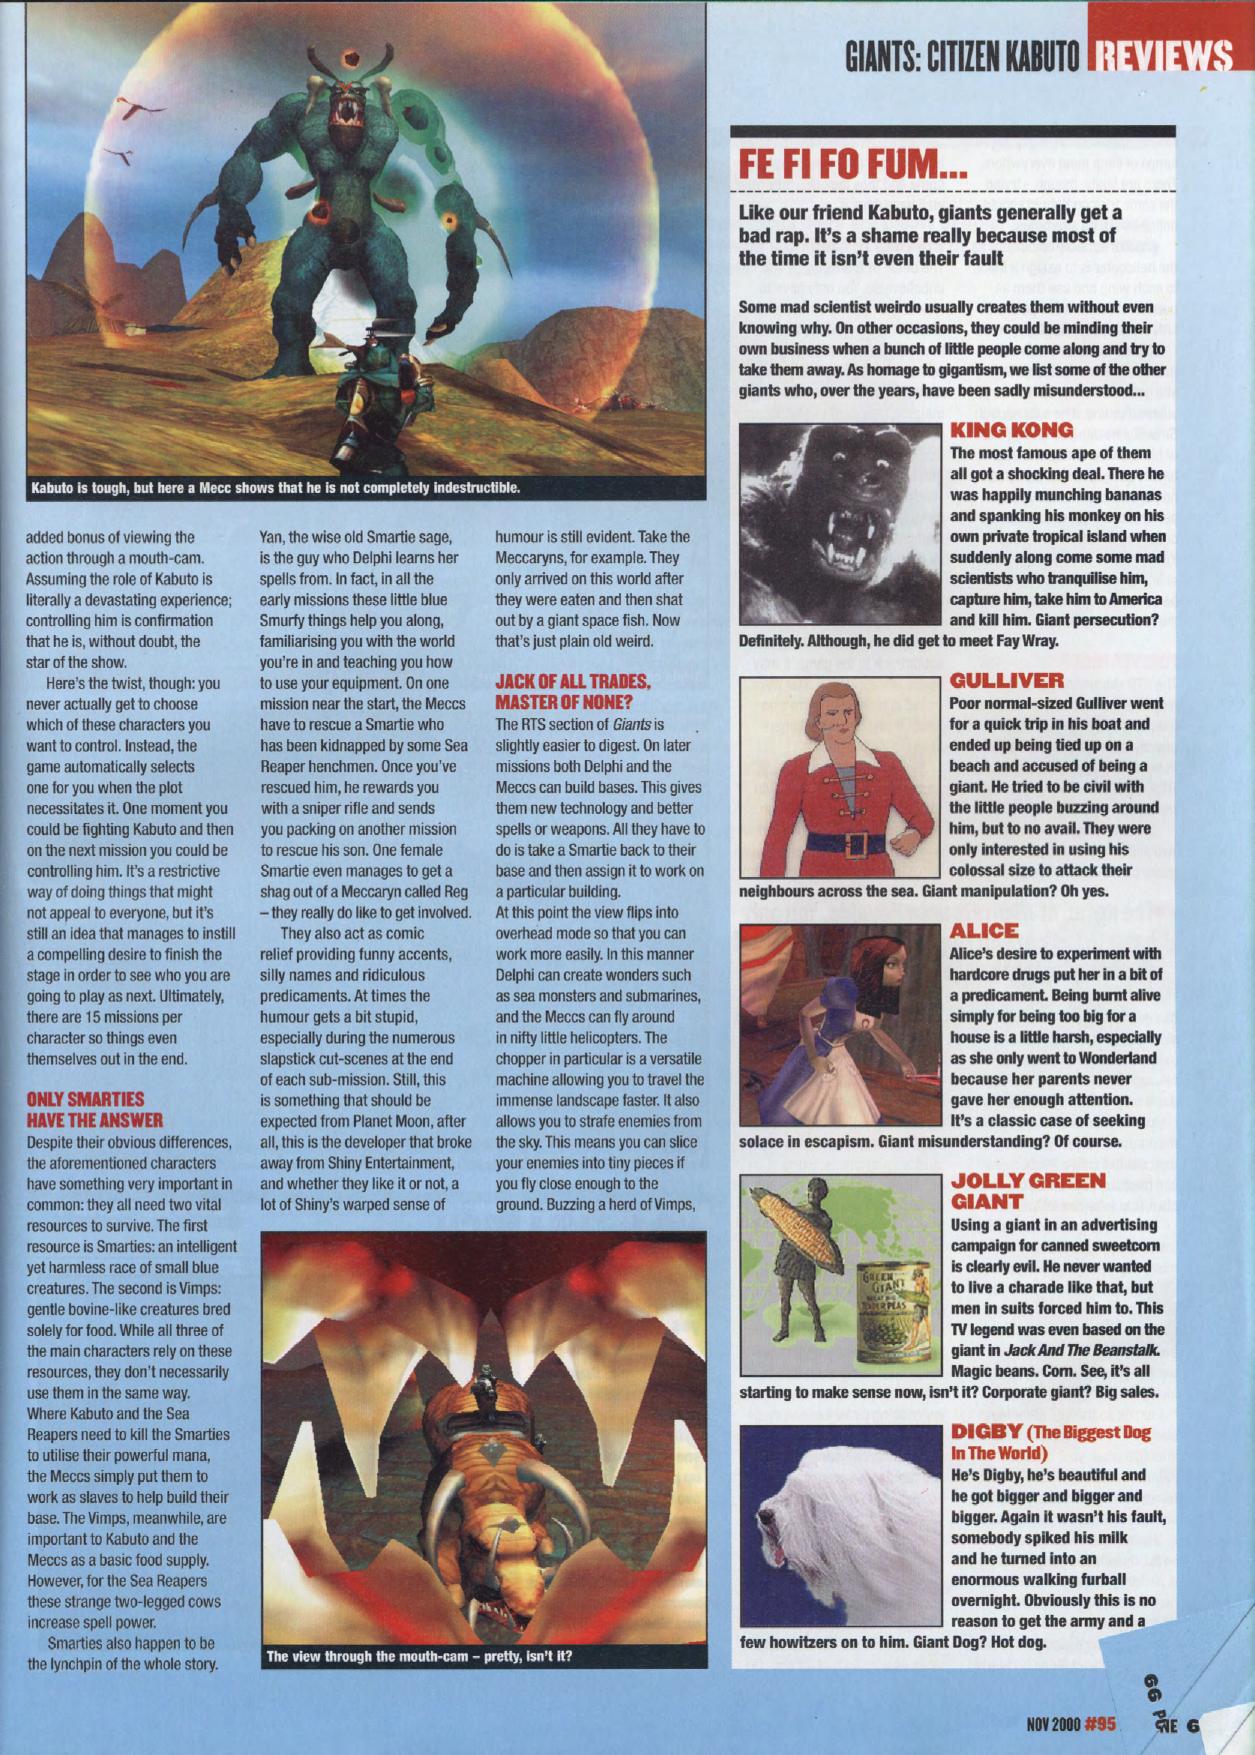 GIANTS: CITIZEN KABUTO REVIEWS
Kabuto is tough, but here a Mecc shows that he is not completely indestructible.
added bonus of viewing the
action through a mouth-cam.
Assuming the role of Kabuto is
literally a devastating experience;
controlling him is confirmation
that he is, without doubt, the
star of the show.
Here's the twist, though: you
never actually get to choose
which of these characters you
want to control. Instead, the
game automatically selects
one for you when the plot
necessitates it. One moment you
could be fighting Kabuto and then
on the next mission you could be
controlling him. It's a restrictive
way of doing things that might
not appeal to everyone, but it's
still an idea that manages to instill
a compelling desire to finish the
stage in order to see who you are
going to play as next. Ultimately,
there are 15 missions per
character so things even
themselves out in the end.
ONLY SMARTIES
HAVE THE ANSWER
Despite their obvious differences,
the aforementioned characters
have something very important in
common: they all need two vital
resources to survive. The first
resource is Smarties: an intelligent
yet harmless race of small blue
creatures. The second is Vimps:
gentle bovine-like creatures bred
solely for food. While all three of
the main characters rely on these
resources, they don't necessarily
use them in the same way.
Where Kabuto and the Sea
Reapers need to kill the Smarties
to utilise their powerful mana,
the Meccs simply put them to
work as slaves to help build their
base. The Vimps, meanwhile, are
important to Kabuto and the
Meccs as a basic food supply.
However, for the Sea Reapers
these strange two-legged cows
increase spell power.
Smarties also happen to be
the lynchpin of the whole story.
Yan, the wise old Smartie sage,
is the guy who Delphi learns her
spells from. In fact, in all the
early missions these little blue
Smurfy things help you along,
familiarising you with the world
you're in and teaching you how
to use your equipment. On one
mission near the start, the Meccs
have to rescue a Smartie who
has been kidnapped by some Sea
Reaper henchmen. Once you've
rescued him, he rewards you
with a sniper rifle and sends
you packing on another mission
to rescue his son. One female
Smartie even manages to get a
shag out of a Meccaryn called Reg
– they really do like to get involved.
They also act as comic
relief providing funny accents,
silly names and ridiculous
predicaments. At times the
humour gets a bit stupid,
especially during the numerous
slapstick cut-scenes at the end
of each sub-mission. Still, this
is something that should be
expected from Planet Moon, after
all, this is the developer that broke
away from Shiny Entertainment,
and whether they like it or not, a
lot of Shiny's warped sense of
humour is still evident. Take the
Meccaryns, for example. They
only arrived on this world after
they were eaten and then shat
out by a giant space fish. Now
that's just plain old weird.
JACK OF ALL TRADES,
MASTER OF NONE?
The RTS section of Giants is
slightly easier to digest. On later
missions both Delphi and the
Meccs can build bases. This gives
them new technology and better
spells or weapons. All they have to
do is take a Smartie back to their
base and then assign it to work on
a particular building.
At this point the view flips into
overhead mode so that you can
work more easily. In this manner
Delphi can create wonders such
as sea monsters and submarines,
and the Meccs can fly around
in nifty little helicopters. The
chopper in particular is a versatile
machine allowing you to travel the
immense landscape faster. It also
allows you to strafe enemies from
the sky. This means you can slice
your enemies into tiny pieces if
you fly close enough to the
ground. Buzzing a herd of Vimps,
The view through the mouth-cam – pretty, isn't it?
FE FI FO FUM...
Like our friend Kabuto, giants generally get a
bad rap. It's a shame really because most of
the time it isn't even their fault
Some mad scientist weirdo usually creates them without even
knowing why. On other occasions, they could be minding their
own business when a bunch of little people come along and try to
take them away. As homage to gigantism, we list some of the other
giants who, over the years, have been sadly misunderstood...
KING KONG
The most famous ape of them
all got a shocking deal. There he
was happily munching bananas
and spanking his monkey on his
own private tropical island when
suddenly along come some mad
scientists who tranquilise him,
capture him, take him to America
and kill him. Giant persecution?
Definitely. Although, he did get to meet Fay Wray.
GULLIVER
Poor normal-sized Gulliver went
for a quick trip in his boat and
ended up being tied up on a
beach and accused of being a
giant. He tried to be civil with
the little people buzzing around
him, but to no avail. They were
only interested in using his
colossal size to attack their
neighbours across the sea. Giant manipulation? Oh yes.
ALICE
Alice's desire to experiment with
hardcore drugs put her in a bit of
a predicament. Being burnt alive
simply for being too big for a
house is a little harsh, especially
as she only went to Wonderland
because her parents never
gave her enough attention.
It's a classic case of seeking
solace in escapism. Giant misunderstanding? Of course.
GREEN
GIANT
TENDER PEAS
JOLLY GREEN
GIANT
Using a giant in an advertising
campaign for canned sweetcorn
is clearly evil. He never wanted
to live a charade like that, but
men in suits forced him to. This
TV legend was even based on the
giant in Jack And The Beanstalk.
Magic beans. Corn. See, it's all
starting to make sense now, isn't it? Corporate giant? Big sales.
DIGBY (The Biggest Dog
In The World)
He's Digby, he's beautiful and
he got bigger and bigger and
bigger. Again it wasn't his fault,
somebody spiked his milk
and he turned into an
enormous walking furball
overnight. Obviously this is no
reason to get the army and a
few howitzers on to him. Giant Dog? Hot dog.
NOV 2000 #95